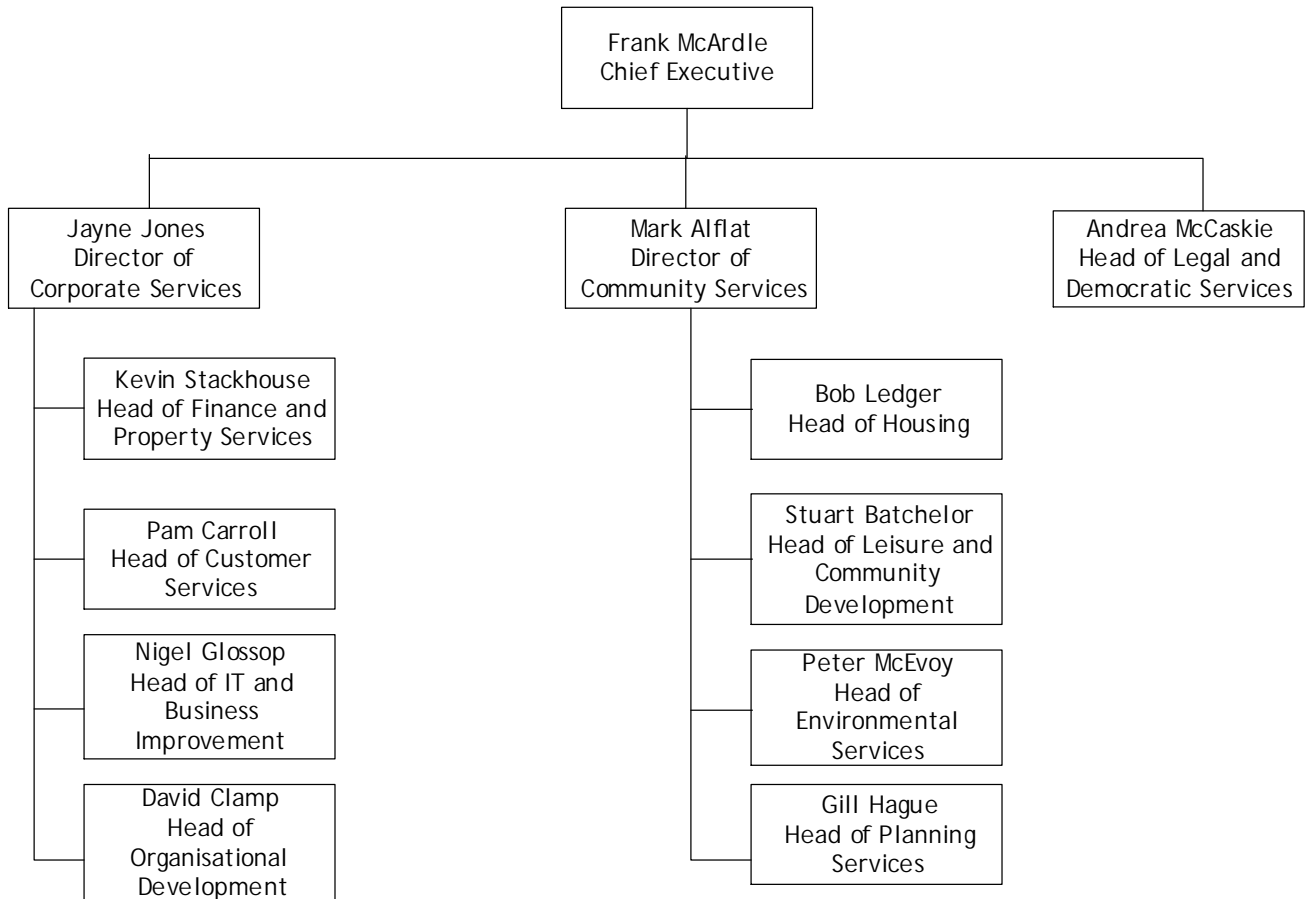 Frank McArdle
Chief Executive
Jayne Jones
Director of
Corporate Services
Mark Alflat
Director of
Community Services
Andrea McCaskie
Head of Legal and
Democratic Services
Kevin Stackhouse
Head of Finance and
Property Services
Pam Carroll
Head of Customer
Services
Nigel Glossop
Head of IT and
Business
Improvement
David Clamp
Head of
Organisational
Development
Bob Ledger
Head of Housing
Stuart Batchelor
Head of Leisure and
Community
Development
Peter McEvoy
Head of
Environmental
Services
Gill Hague
Head of Planning
Services